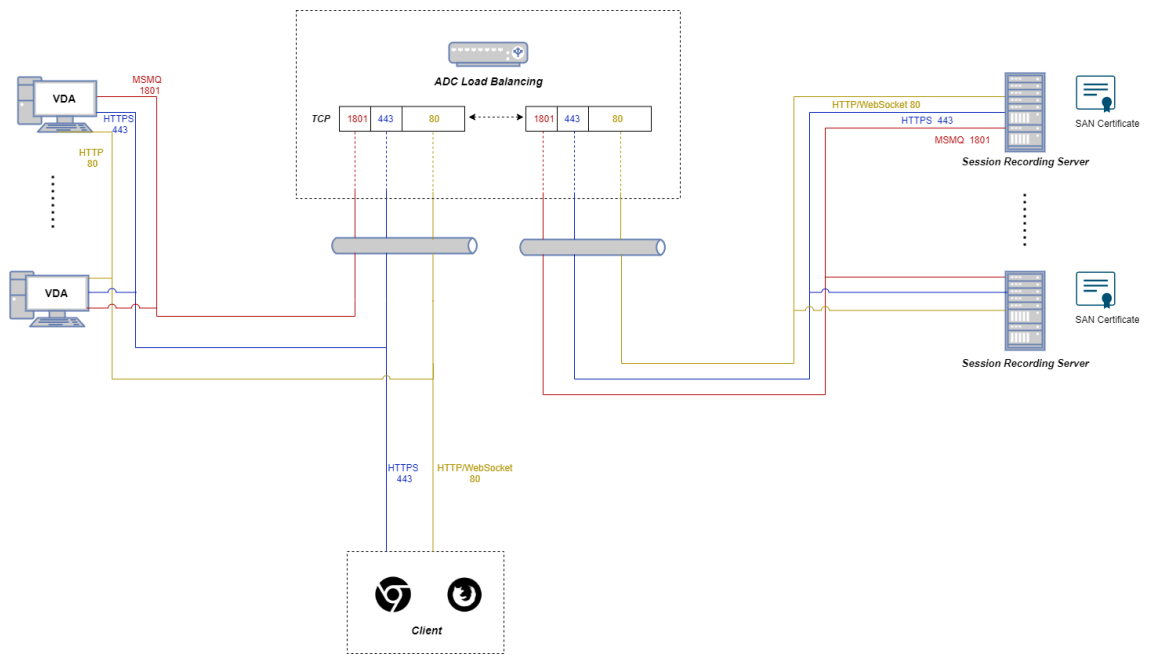 ADC Load Balancing
TCP
1801 443 80
1801 443 80
VDA
MSMQ
1801
HTTPS
443
HTTP
80
VDA
HTTP/WebSocket 80
HTTPS 443
MSMQ 1801
SAN Certificate
Session Recording Server
SAN Certificate
Session Recording Server
HTTPS
443
HTTP/WebSocket
80
Client